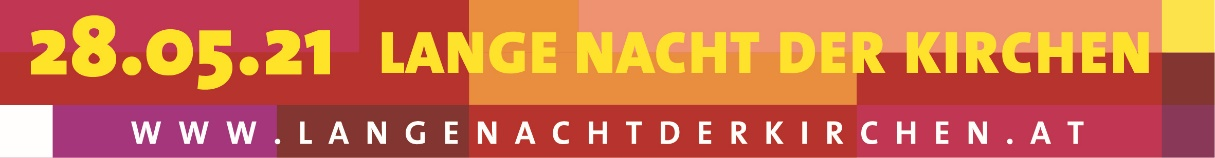 28.05.21 LANGE NACHT DER KIRCHEN
WWW.LANGENACHTDERKIRCHEN.AT